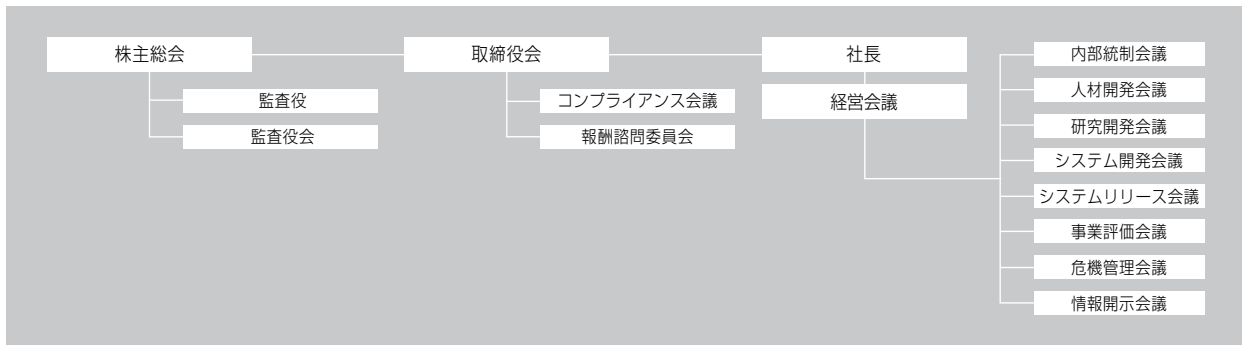 株主総会
監査役
監査役会
取締役会
コンプライアンス会議
報酬諮問委員会
社長
経営会議
内部統制会議
人材開発会議
研究開発会議
システム開発会議
システムリリース会議
事業評価会議
危機管理会議
情報開示会議